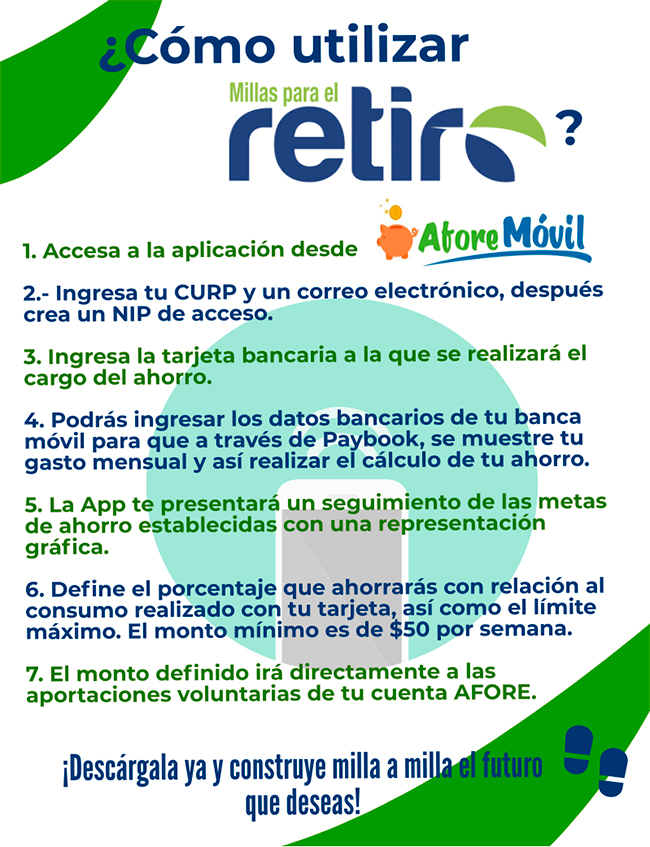 ¿Cómo utilizar
Millas para el
retiro ?
1. Accesa a la aplicación desde Afore Móvil
2.- Ingresa tu CURP y un correo electrónico, después
crea un NIP de acceso.
3. Ingresa la tarjeta bancaria a la que se realizará el
cargo del ahorro.
4. Podrás ingresar los datos bancarios de tu banca
móvil para que a través de Paybook, se muestre tu
gasto mensual y así realizar el cálculo de tu ahorro.
5. La App te presentará un seguimiento de las metas
de ahorro establecidas con una representación
gráfica.
6. Define el porcentaje que ahorrarás con relación al
consumo realizado con tu tarjeta, así como el límite
máximo. El monto mínimo es de $50 por semana.
7. El monto definido irá directamente a las
aportaciones voluntarias de tu cuenta AFORE.
¡Descárgala ya y construye milla a milla el futuro
que deseas!